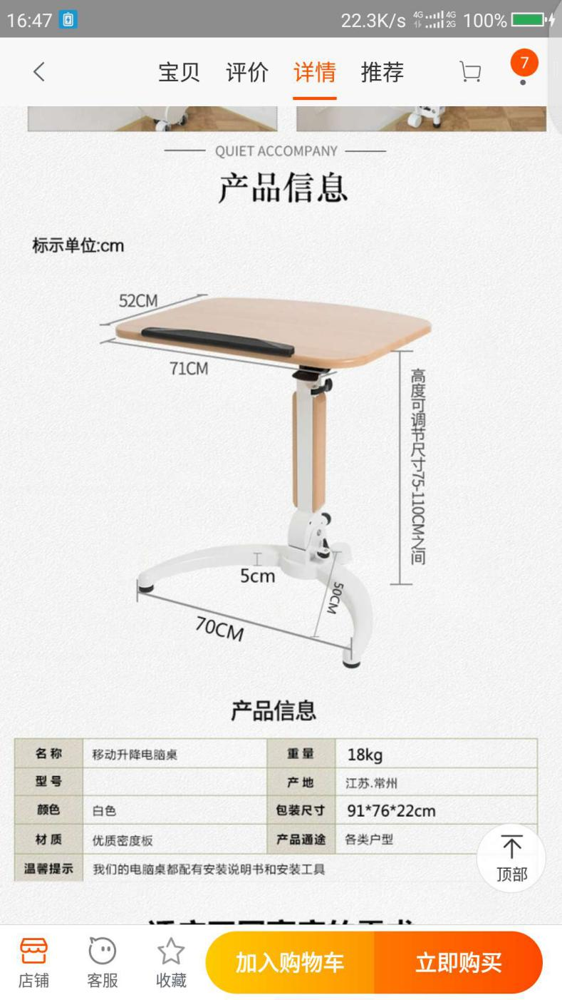 16:47
22.3K/s 4G 4G 2G 100%
宝贝 评价 详情 推荐 7
QUIET ACCOMPANY
产品信息
标示单位:cm
52CM
71CM
高度可调节尺寸75-110CM之间
5cm
50CM
70CM
产品信息
名称 移动升降电脑桌 重量 18kg
型号 产地 江苏.常州
颜色 白色 包装尺寸 91*76*22cm
材质 优质密度板 产品通途 各类户型
温馨提示 我们的电脑桌都配有安装说明书和安装工具
顶部
店铺 客服 收藏 加入购物车 立即购买